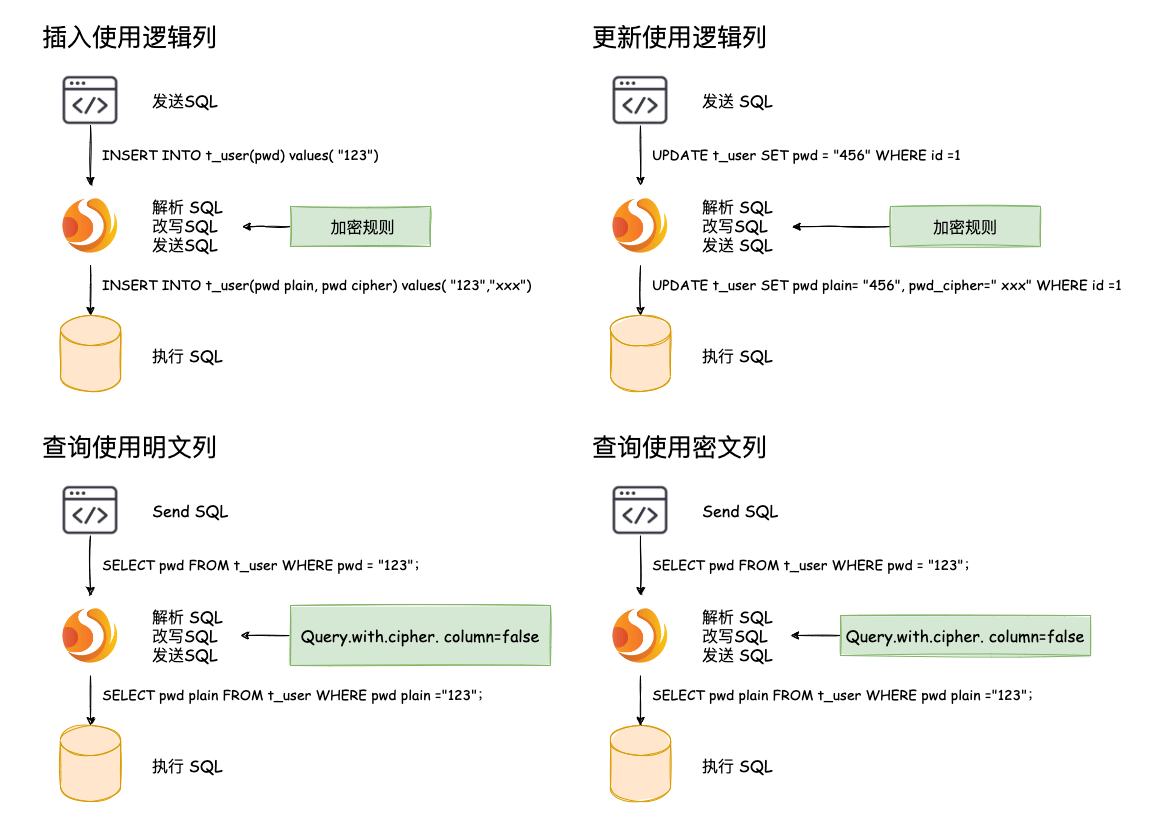 插入使用逻辑列
发送SQL
INSERT INTO t_user(pwd) values( "123")
解析 SQL
改写SQL
发送SQL
加密规则
INSERT INTO t_user(pwd plain, pwd cipher) values( "123","xxx")
执行 SQL
更新使用逻辑列
发送 SQL
UPDATE t_user SET pwd = "456" WHERE id =1
解析 SQL
改写SQL
发送 SQL
加密规则
UPDATE t_user SET pwd plain= "456", pwd_cipher=" xxx" WHERE id =1
执行 SQL
查询使用明文列
Send SQL
SELECT pwd FROM t_user WHERE pwd = "123";
解析 SQL
改写SQL
发送SQL
Query.with.cipher. column=false
SELECT pwd plain FROM t_user WHERE pwd plain ="123";
执行 SQL
查询使用密文列
Send SQL
SELECT pwd FROM t_user WHERE pwd = "123";
解析 SQL
改写SQL
发送 SQL
Query.with.cipher. column=false
SELECT pwd plain FROM t_user WHERE pwd plain ="123";
执行 SQL